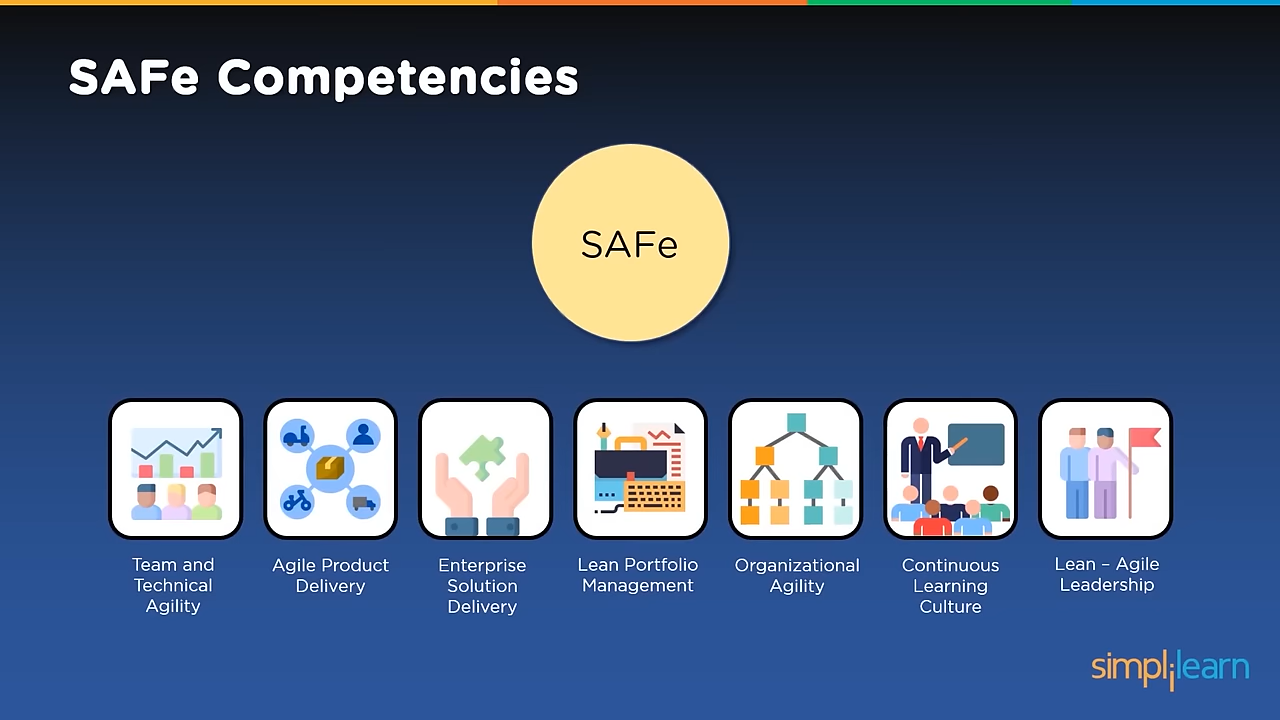 SAFe Competencies
SAFe
Team and
Technical
Agility
Agile Product
Delivery
Enterprise
Solution
Delivery
Lean Portfolio
Management
Organizational
Agility
Continuous
Learning
Culture
Lean – Agile
Leadership
simplilearn